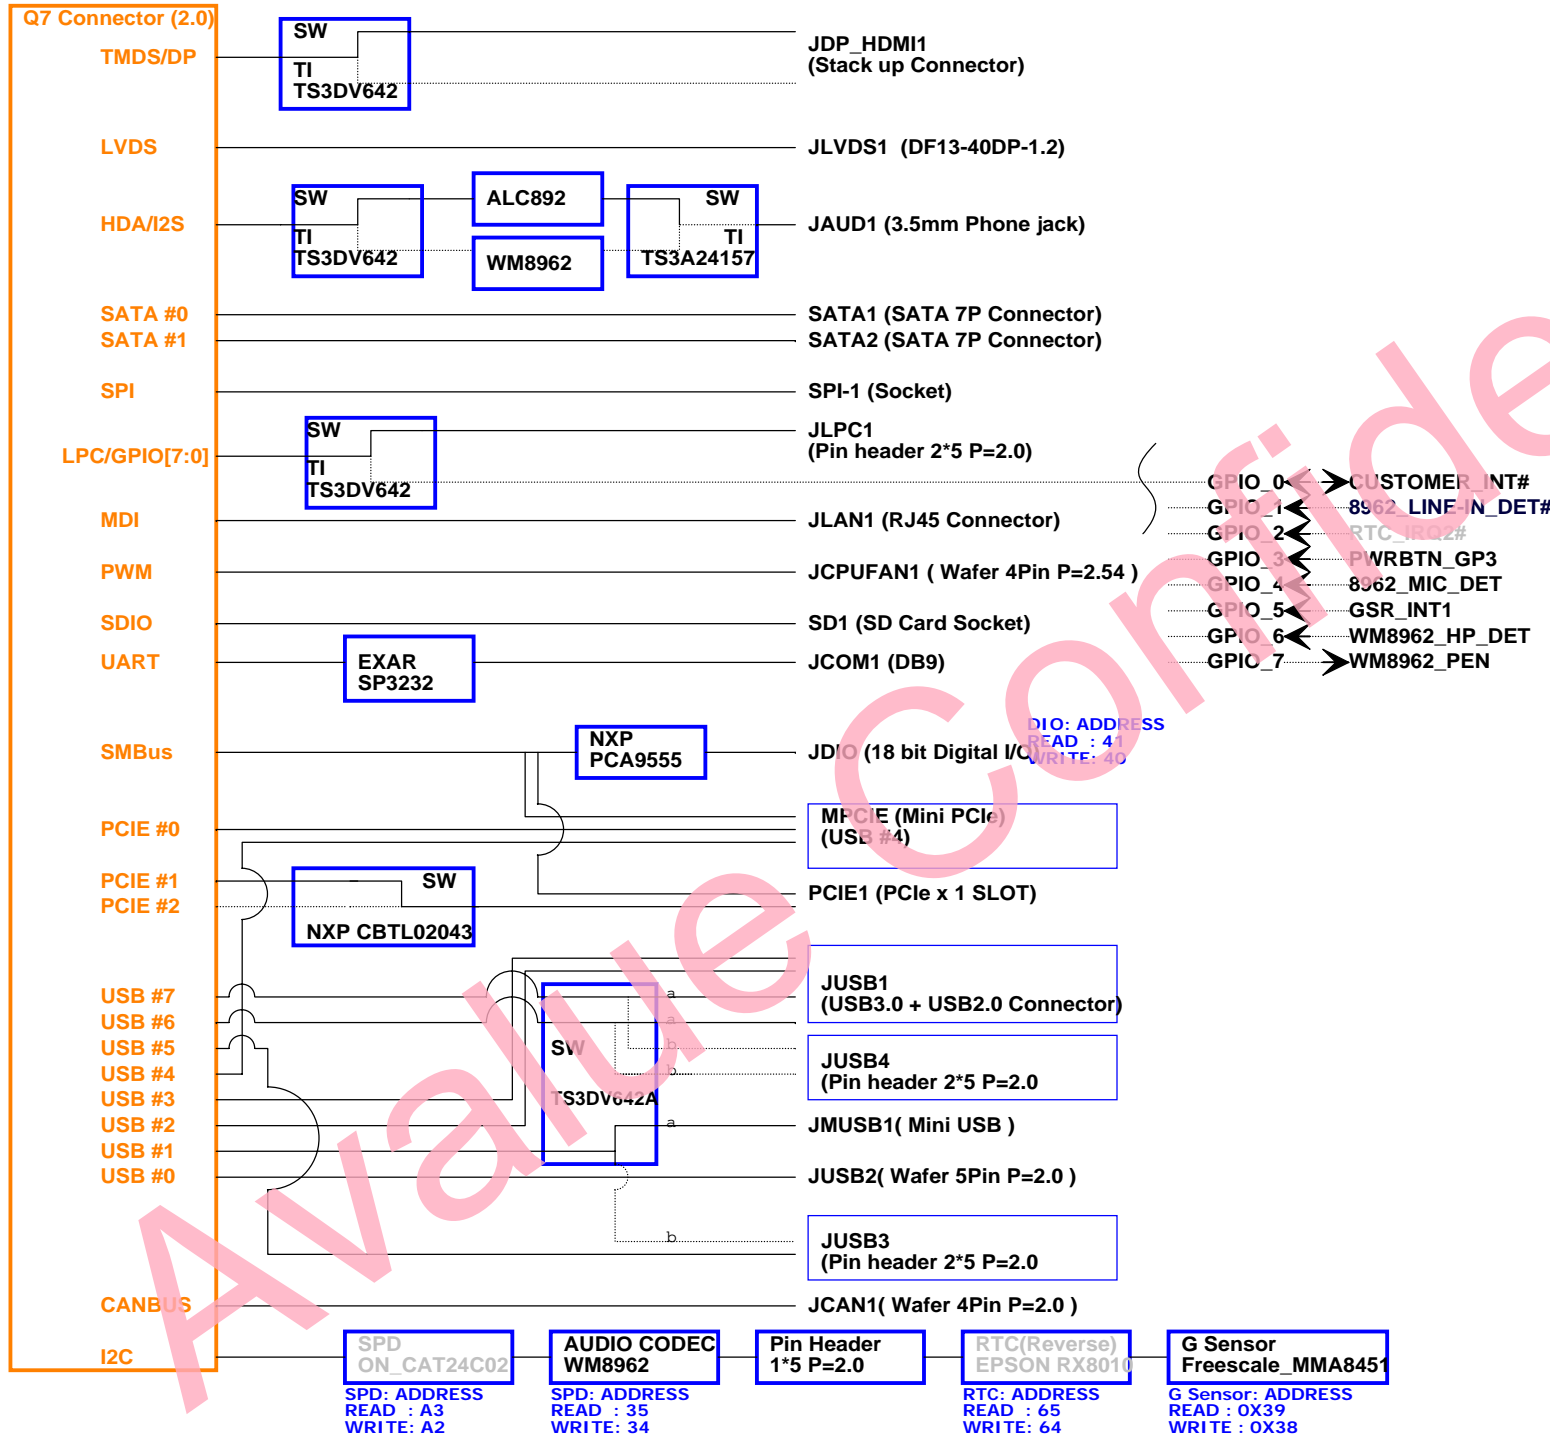 Q7 Connector (2.0)
TMDS/DP
SW
TI
TS3DV642
JDP_HDMI1
(Stack up Connector)
LVDS
JLVDS1 (DF13-40DP-1.2)
HDA/I2S
SW
TI
TS3DV642
ALC892
WM8962
SW
TI
TS3A24157
JAUD1 (3.5mm Phone jack)
SATA #0
SATA1 (SATA 7P Connector)
SATA #1
SATA2 (SATA 7P Connector)
SPI
SPI-1 (Socket)
LPC/GPIO[7:0]
SW
TI
TS3DV642
JLPC1
(Pin header 2*5 P=2.0)
GPIO_0 CUSTOMER_INT#
GPIO_1 8962_LINE-IN_DET#
GPIO_2 RTC_IRQ2#
GPIO_3 PWRBTN_GP3
GPIO_4 8962_MIC_DET
GPIO_5 GSR_INT1
GPIO_6 WM8962_HP_DET
GPIO_7 WM8962_PEN
MDI
JLAN1 (RJ45 Connector)
PWM
JCPUFAN1 ( Wafer 4Pin P=2.54 )
SDIO
SD1 (SD Card Socket)
UART
EXAR
SP3232
JCOM1 (DB9)
SMBus
NXP
PCA9555
JDIO (18 bit Digital I/O)
DIO: ADDRESS
READ : 41
WRITE: 40
PCIE #0
MPCIE (Mini PCIe)
(USB #4)
PCIE #1
PCIE #2
SW
NXP CBTL02043
PCIE1 (PCIe x 1 SLOT)
USB #7
USB #6
USB #5
USB #4
USB #3
USB #2
USB #1
USB #0
SW
TS3DV642A
a
a
b
b
a
b
JUSB1
(USB3.0 + USB2.0 Connector)
JUSB4
(Pin header 2*5 P=2.0
JMUSB1( Mini USB )
JUSB2( Wafer 5Pin P=2.0 )
JUSB3
(Pin header 2*5 P=2.0
CANBUS
JCAN1( Wafer 4Pin P=2.0 )
I2C
SPD
ON_CAT24C02
SPD: ADDRESS
READ : A3
WRITE: A2
AUDIO CODEC
WM8962
SPD: ADDRESS
READ : 35
WRITE: 34
Pin Header
1*5 P=2.0
RTC(Reverse)
EPSON RX8010
RTC: ADDRESS
READ : 65
WRITE: 64
G Sensor
Freescale_MMA8451
G Sensor: ADDRESS
READ : 0X39
WRITE : 0X38
Avalue Confide